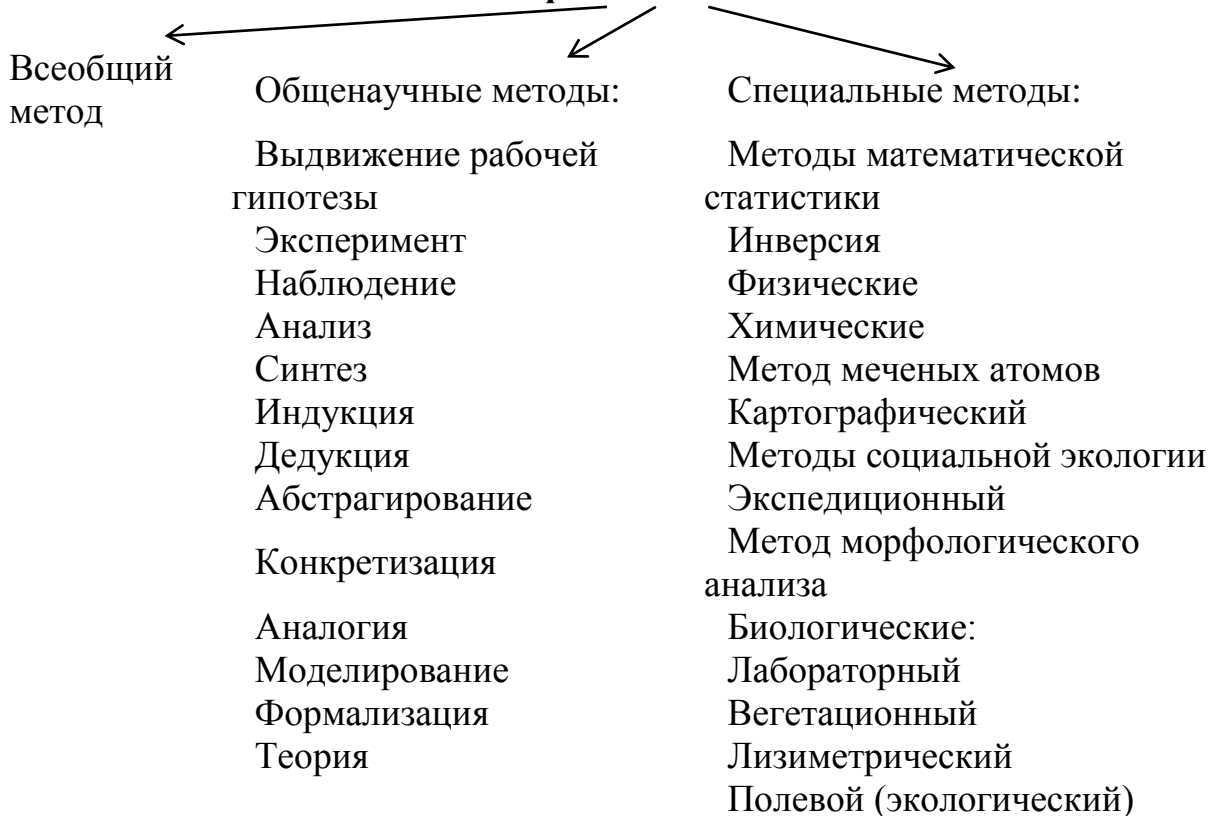 Всеобщий
метод
Общенаучные методы:
Выдвижение рабочей
гипотезы
Эксперимент
Наблюдение
Анализ
Синтез
Индукция
Дедукция
Абстрагирование
Конкретизация
Аналогия
Моделирование
Формализация
Теория
Специальные методы:
Методы математической
статистики
Инверсия
Физические
Химические
Метод меченых атомов
Картографический
Методы социальной экологии
Экспедиционный
Метод морфологического
анализа
Биологические:
Лабораторный
Вегетационный
Лизиметрический
Полевой (экологический)